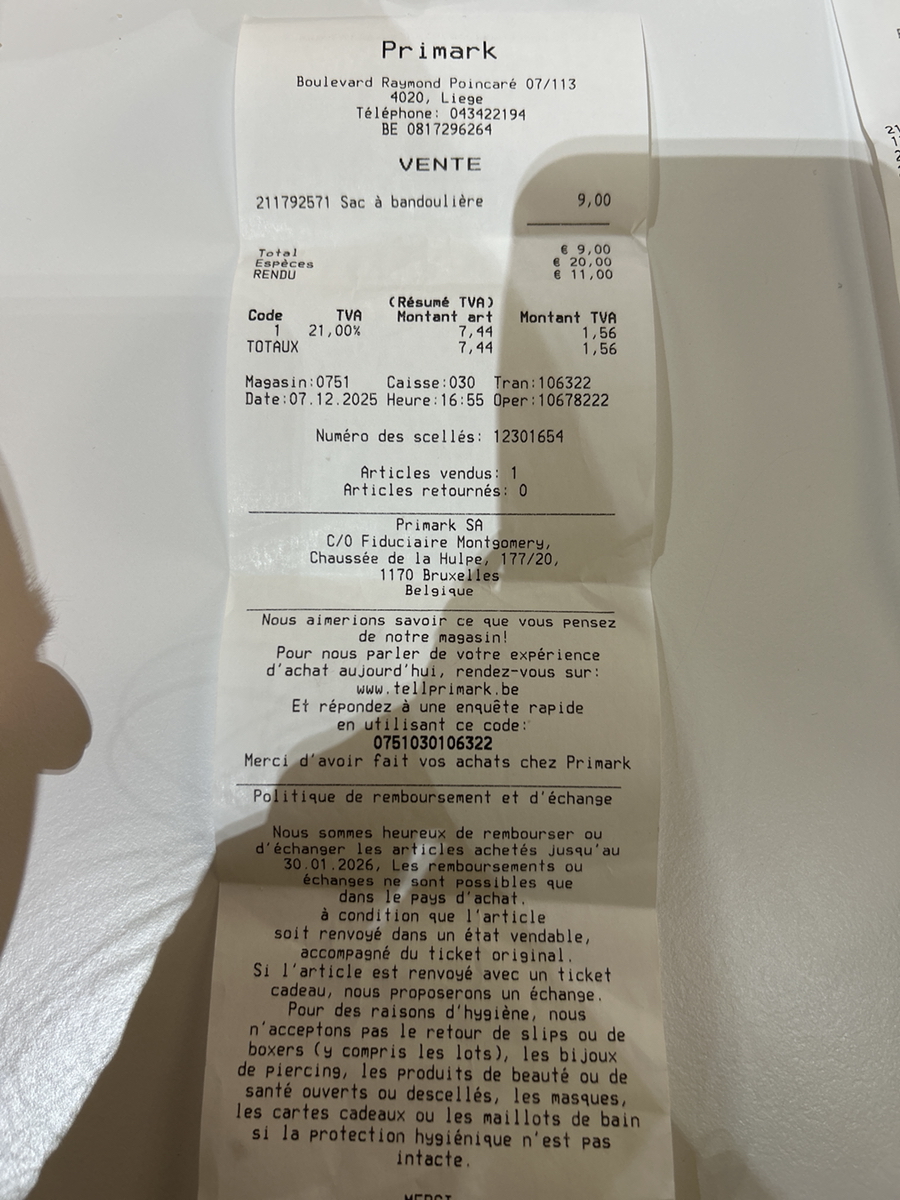 Primark
Boulevard Raymond Poincaré 07/113
4020, Liege
Téléphone: 043422194
BE 0817296264
VENTE
211792571 Sac à bandoulière 9,00
Total € 9,00
Espèces € 20,00
RENDU € 11,00
(Résumé TVA)
Code TVA Montant art Montant TVA
1 21,00% 7,44 1,56
TOTAUX 7,44 1,56
Magasin:0751 Caisse:030 Tran:106322
Date:07.12.2025 Heure:16:55 Oper:10678222
Numéro des scellés: 12301654
Articles vendus: 1
Articles retournés: 0
Primark SA
C/O Fiduciaire Montgomery,
Chaussée de la Hulpe, 177/20,
1170 Bruxelles
Belgique
Nous aimerions savoir ce que vous pensez
de notre magasin!
Pour nous parler de votre expérience
d'achat aujourd'hui, rendez-vous sur:
www.tellprimark.be
Et répondez à une enquête rapide
en utilisant ce code:
0751030106322
Merci d'avoir fait vos achats chez Primark
Politique de remboursement et d'échange
Nous sommes heureux de rembourser ou
d'échanger les articles achetés jusqu'au
30.01.2026, Les remboursements ou
échanges ne sont possibles que
dans le pays d'achat.
à condition que l'article
soit renvoyé dans un état vendable,
accompagné du ticket original.
Si l'article est renvoyé avec un ticket
cadeau, nous proposerons un échange.
Pour des raisons d'hygiène, nous
n'acceptons pas le retour de slips ou de
boxers (y compris les lots), les bijoux
de piercing, les produits de beauté ou de
santé ouverts ou descellés, les masques,
les cartes cadeaux ou les maillots de bain
si la protection hygiénique n'est pas
intacte.
MERCI